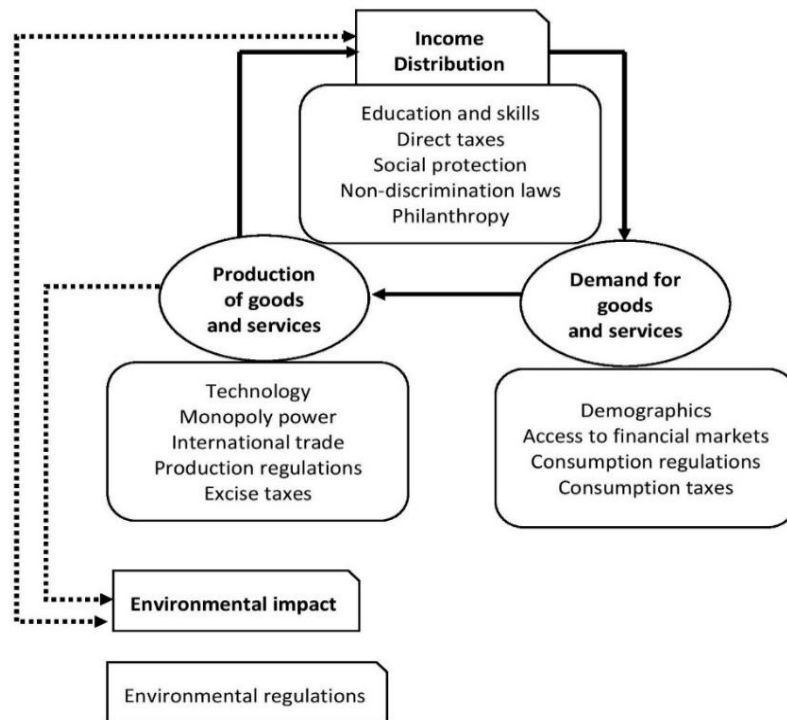 Income
Distribution
Education and skills
Direct taxes
Social protection
Non-discrimination laws
Philanthropy
Production
of goods
and services
Demand for
goods
and services
Technology
Monopoly power
International trade
Production regulations
Excise taxes
Demographics
Access to financial markets
Consumption regulations
Consumption taxes
Environmental impact
Environmental regulations